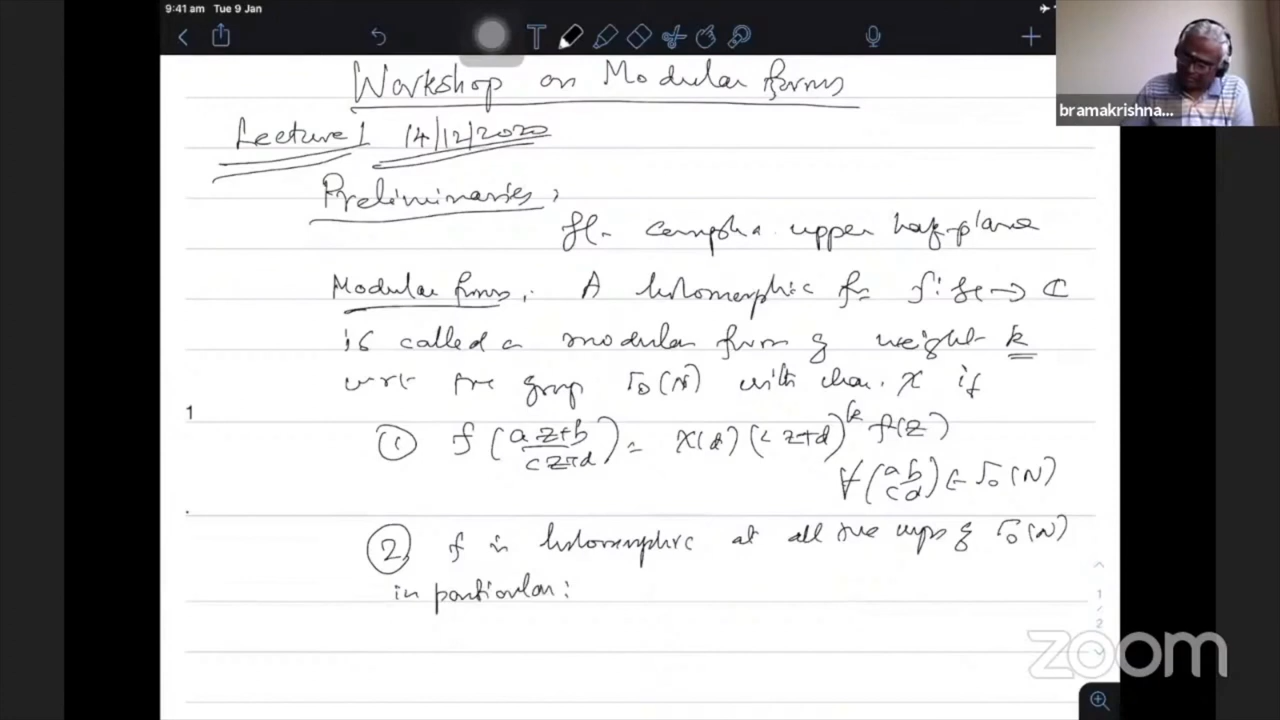 9:41 am Tue 9 Jan
bramakrishna...
Workshop on Modular forms
Lecture 1 14/12/2020
Preliminaries:
ℋ - complex upper half-plane
Modular forms: A holomorphic fn f: ℋ → ℂ
is called a modular form of weight k
wrt the group Γ₀(N) with char. χ if
1
① f((az+b)/(cz+d)) = χ(d)(cz+d)^k f(z)
∀ (a b / c d) ∈ Γ₀(N)
② f is holomorphic at all the cusps of Γ₀(N)
in particular:
1
/
2
zoom